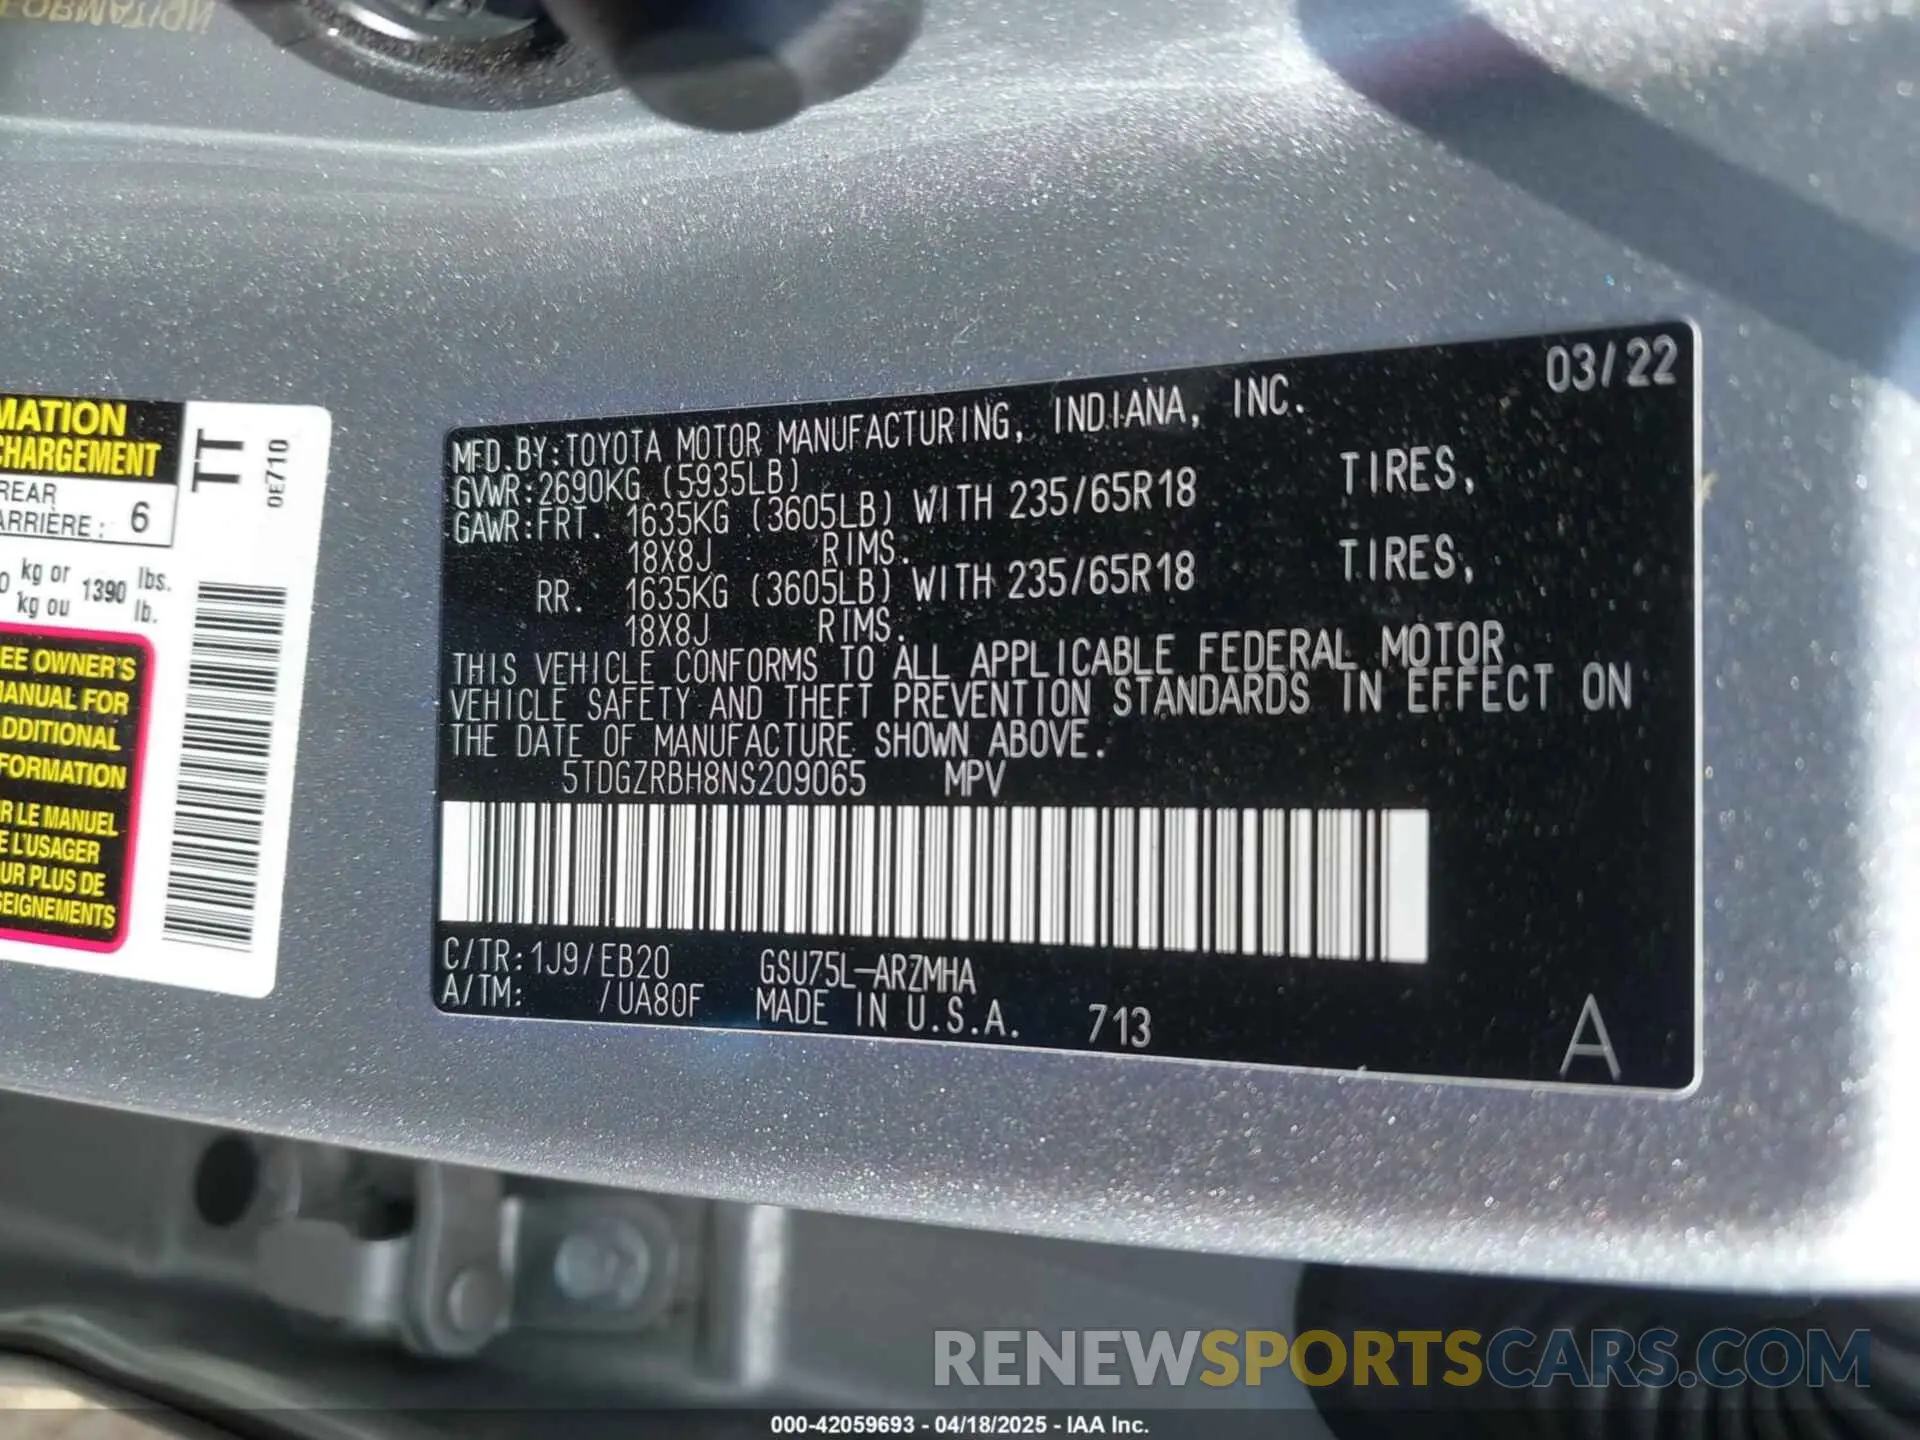 MATION
CHARGEMENT
REAR
ARRIÈRE : 6
kg or 1390 lbs.
kg ou lb.
EE OWNER'S
ANUAL FOR
ADDITIONAL
FORMATION
R LE MANUEL
E L'USAGER
UR PLUS DE
SEIGNEMENTS
TT
0E710
03/22
MFD.BY:TOYOTA MOTOR MANUFACTURING, INDIANA, INC.
GVWR:2690KG (5935LB)
GAWR:FRT. 1635KG (3605LB) WITH 235/65R18 TIRES,
18X8J RIMS.
RR. 1635KG (3605LB) WITH 235/65R18 TIRES,
18X8J RIMS.
THIS VEHICLE CONFORMS TO ALL APPLICABLE FEDERAL MOTOR
VEHICLE SAFETY AND THEFT PREVENTION STANDARDS IN EFFECT ON
THE DATE OF MANUFACTURE SHOWN ABOVE.
5TDGZRBH8NS209065 MPV
C/TR:1J9/EB20 GSU75L-ARZMHA
A/TM: /UA80F MADE IN U.S.A. 713
A
RENEWSPORTSCARS.COM
000-42059693 - 04/18/2025 - IAA Inc.